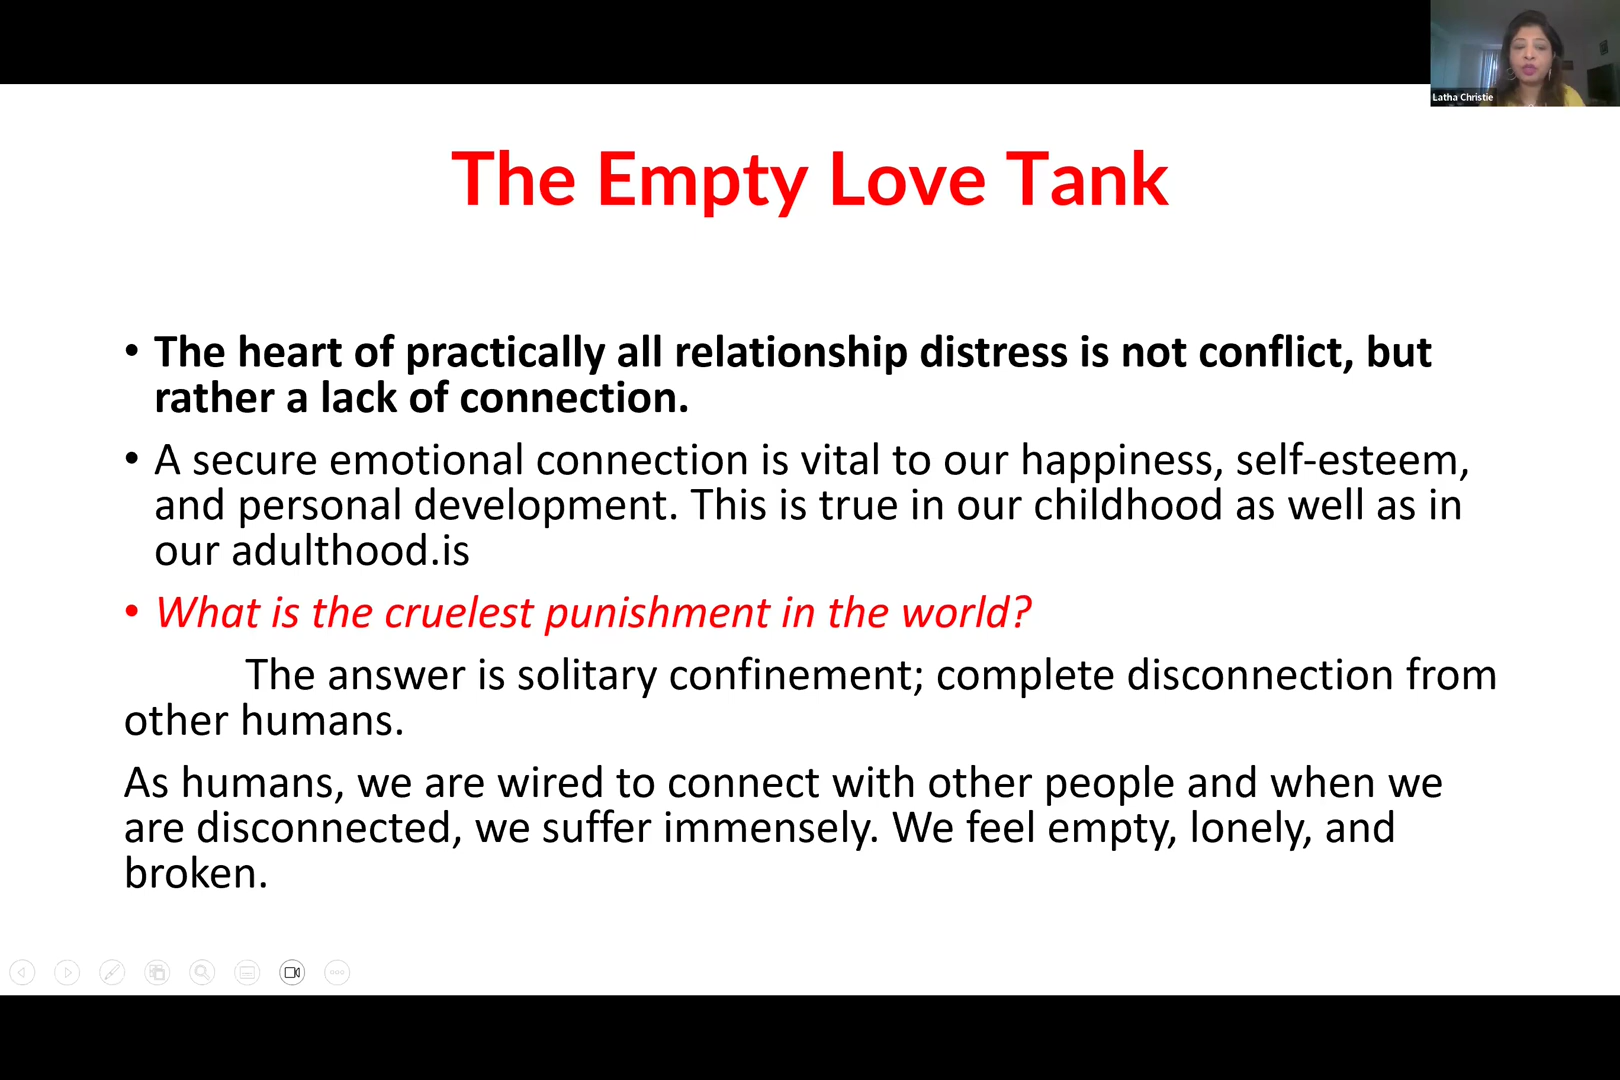 Latha Christie
The Empty Love Tank
• The heart of practically all relationship distress is not conflict, but
rather a lack of connection.
• A secure emotional connection is vital to our happiness, self-esteem,
and personal development. This is true in our childhood as well as in
our adulthood.is
• What is the cruelest punishment in the world?
The answer is solitary confinement; complete disconnection from
other humans.
As humans, we are wired to connect with other people and when we
are disconnected, we suffer immensely. We feel empty, lonely, and
broken.